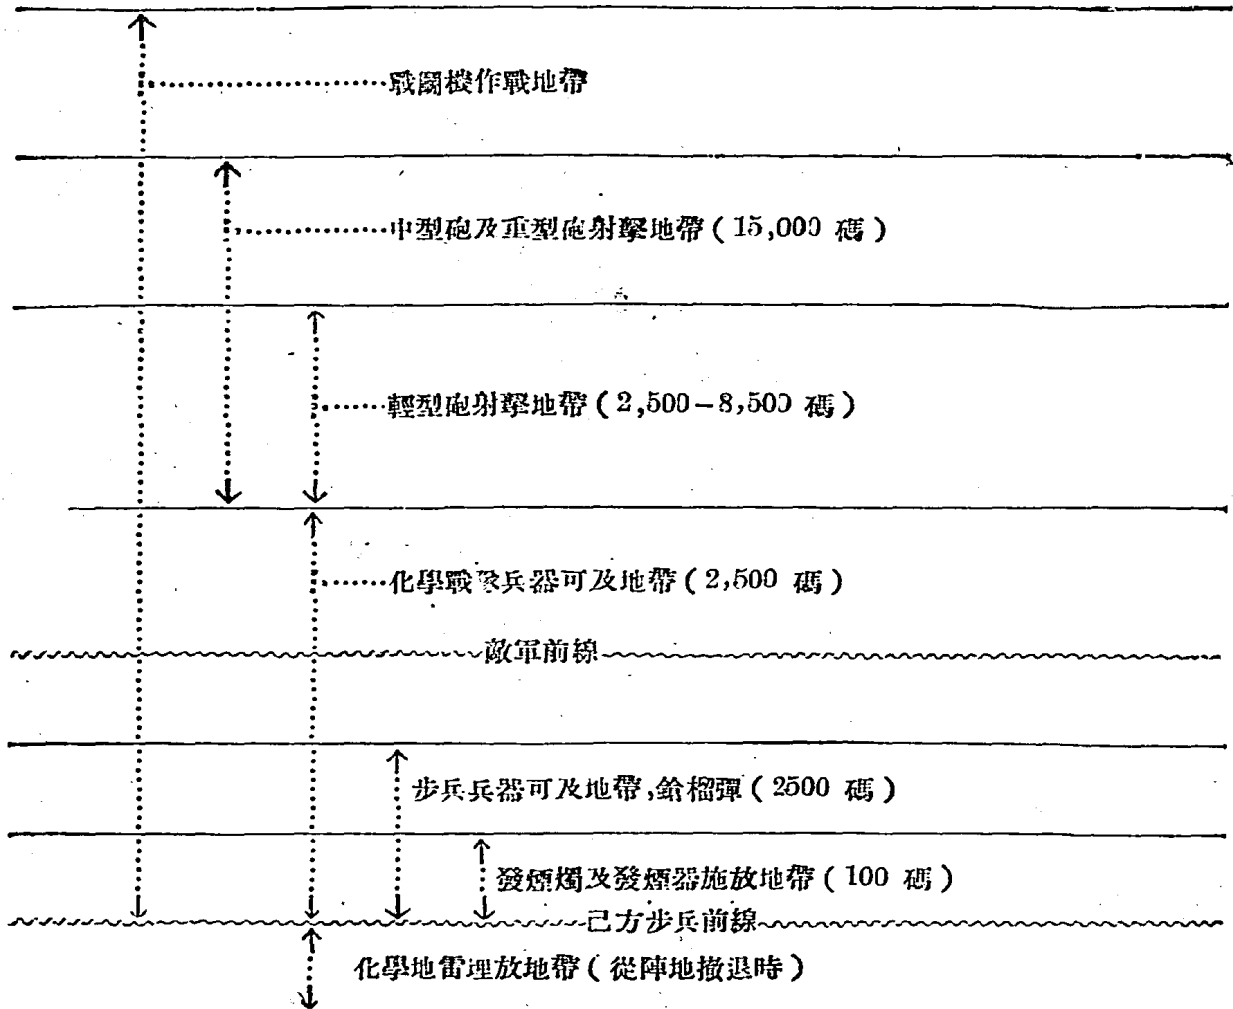 戰鬭機作戰地帶
中型砲及重型砲射擊地帶(15,000 碼)
輕型砲射擊地帶(2,500–8,500 碼)
化學戰隊兵器可及地帶(2,500 碼)
敵軍前線
步兵兵器可及地帶,鎗榴彈(2500 碼)
發煙燭及發煙器施放地帶(100 碼)
己方步兵前線
化學地雷埋放地帶(從陣地撤退時)